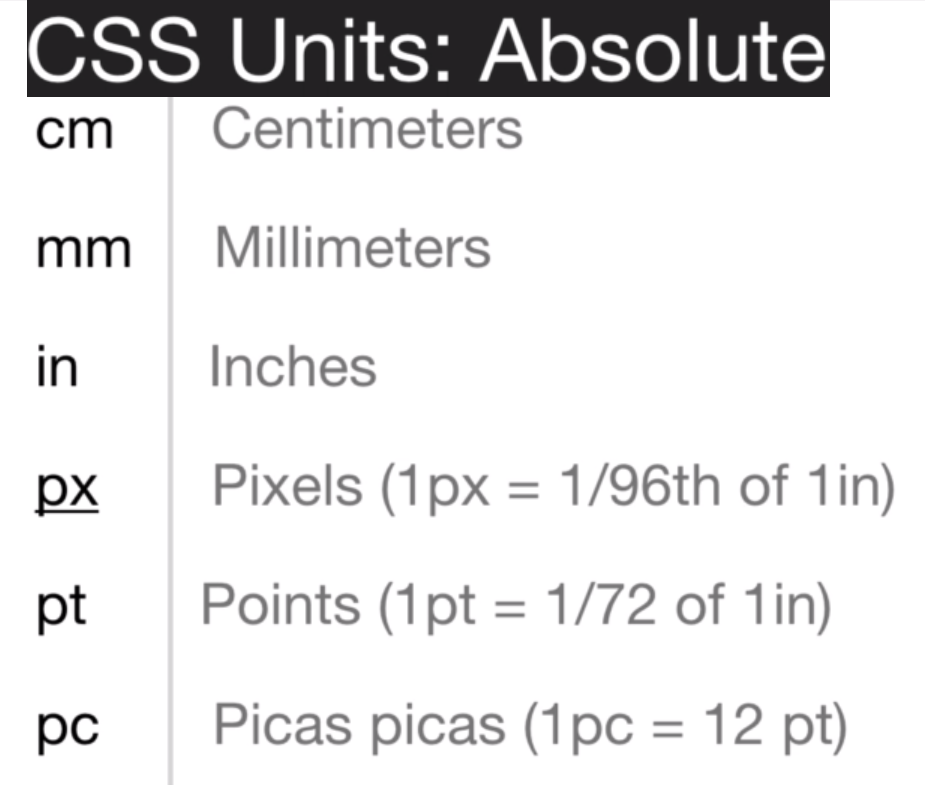 CSS Units: Absolute
cm Centimeters
mm Millimeters
in Inches
px Pixels (1px = 1/96th of 1in)
pt Points (1pt = 1/72 of 1in)
pc Picas picas (1pc = 12 pt)